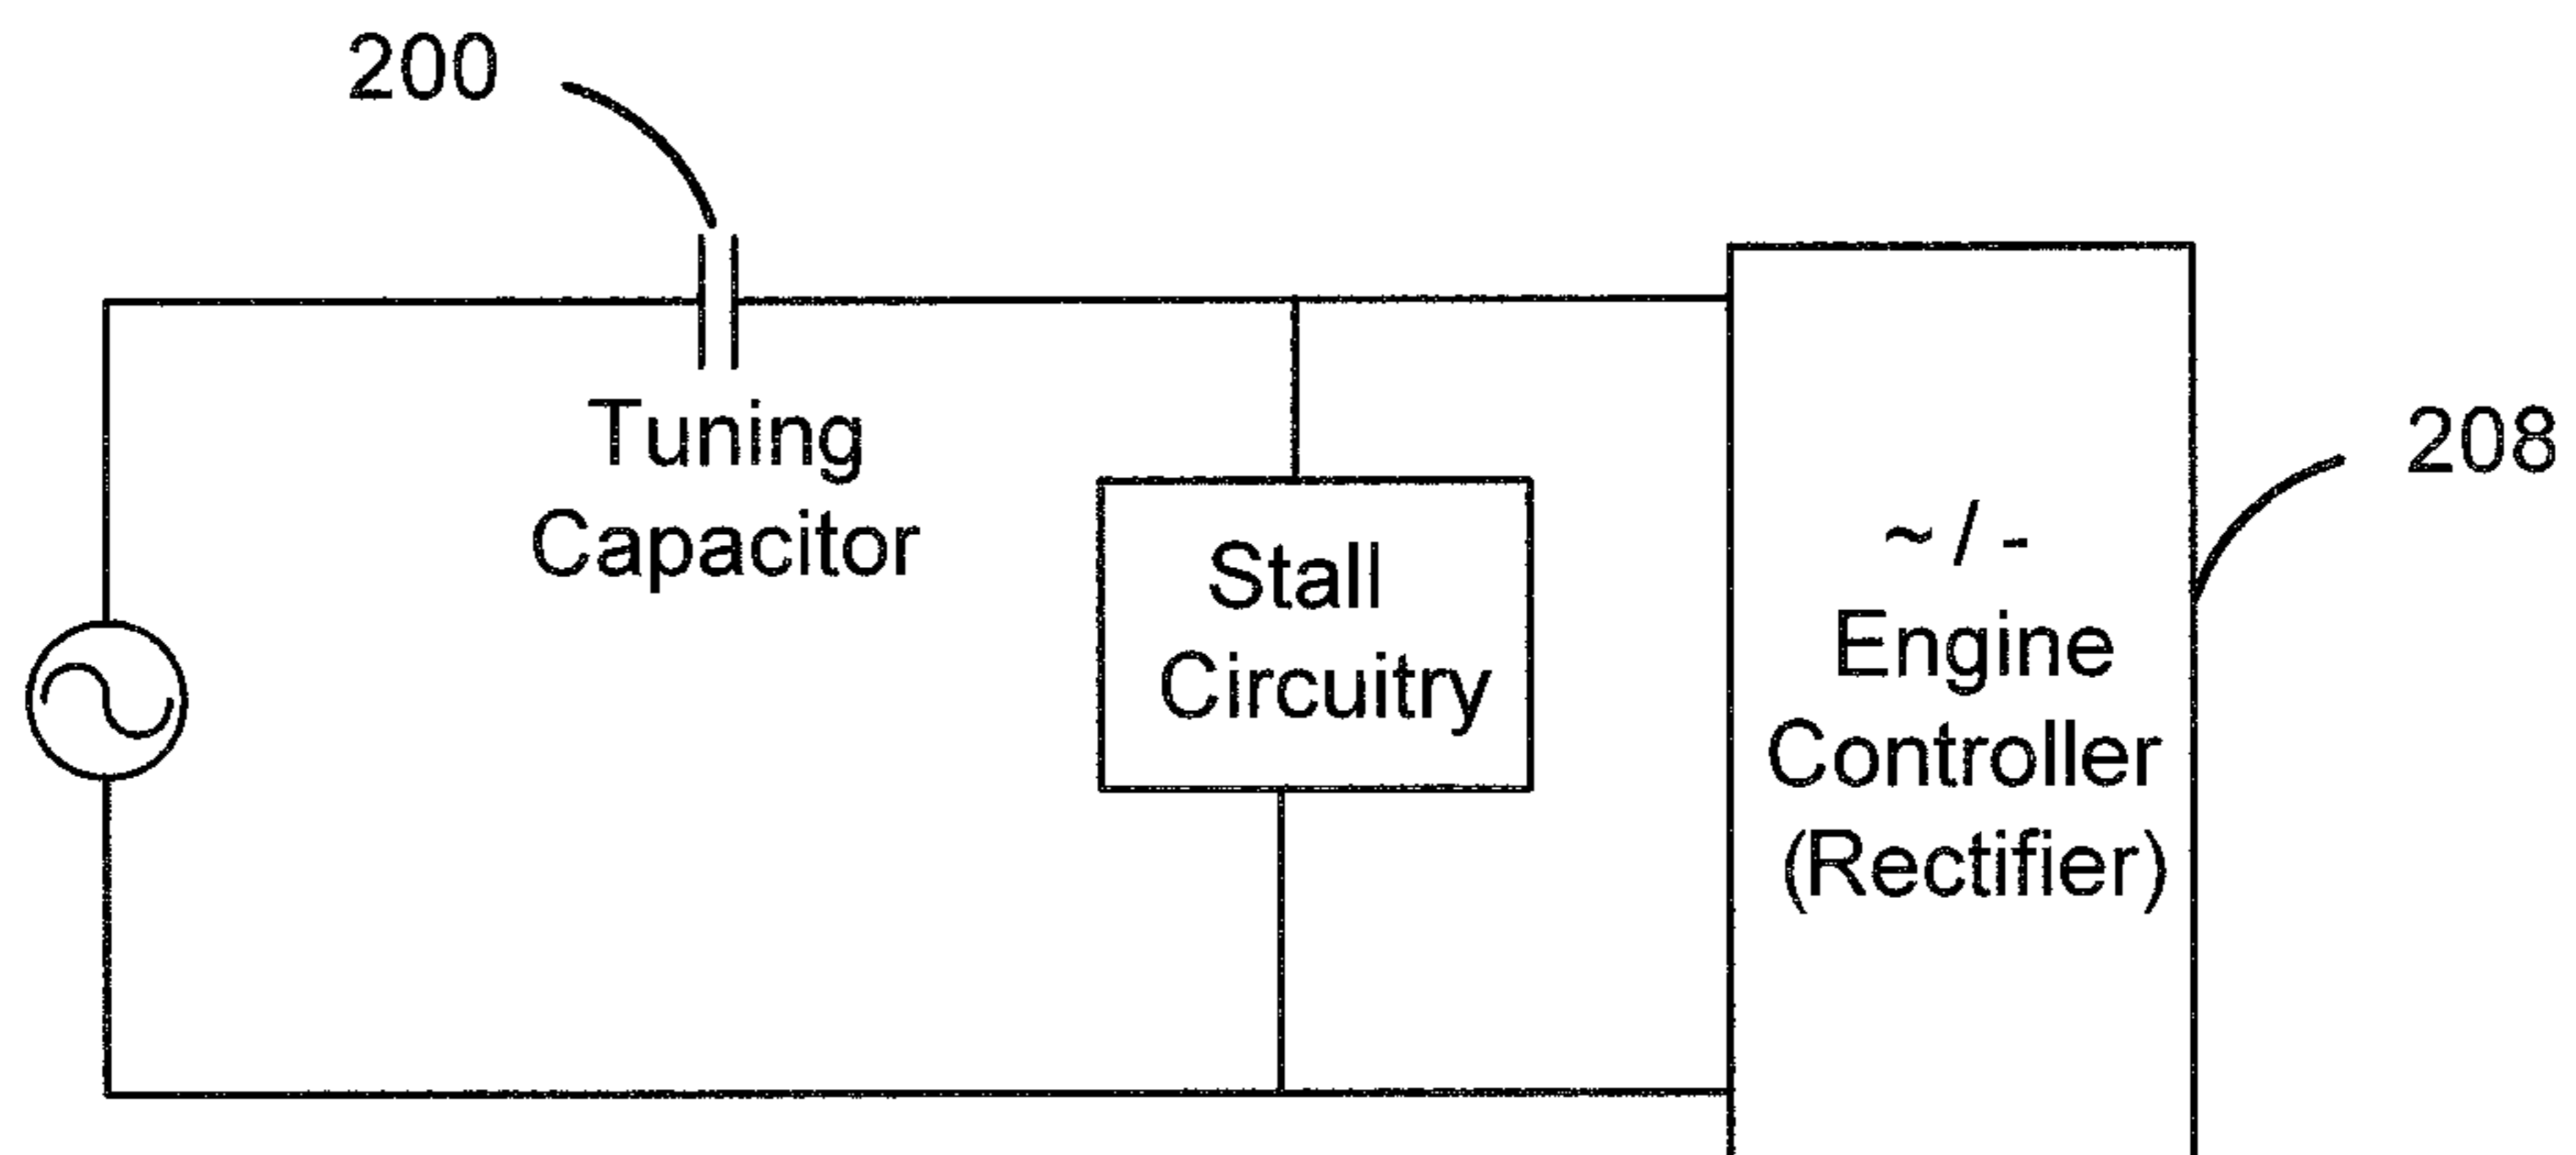 200
Tuning
Capacitor
Stall
Circuitry
~ / -
Engine
Controller
(Rectifier)
208